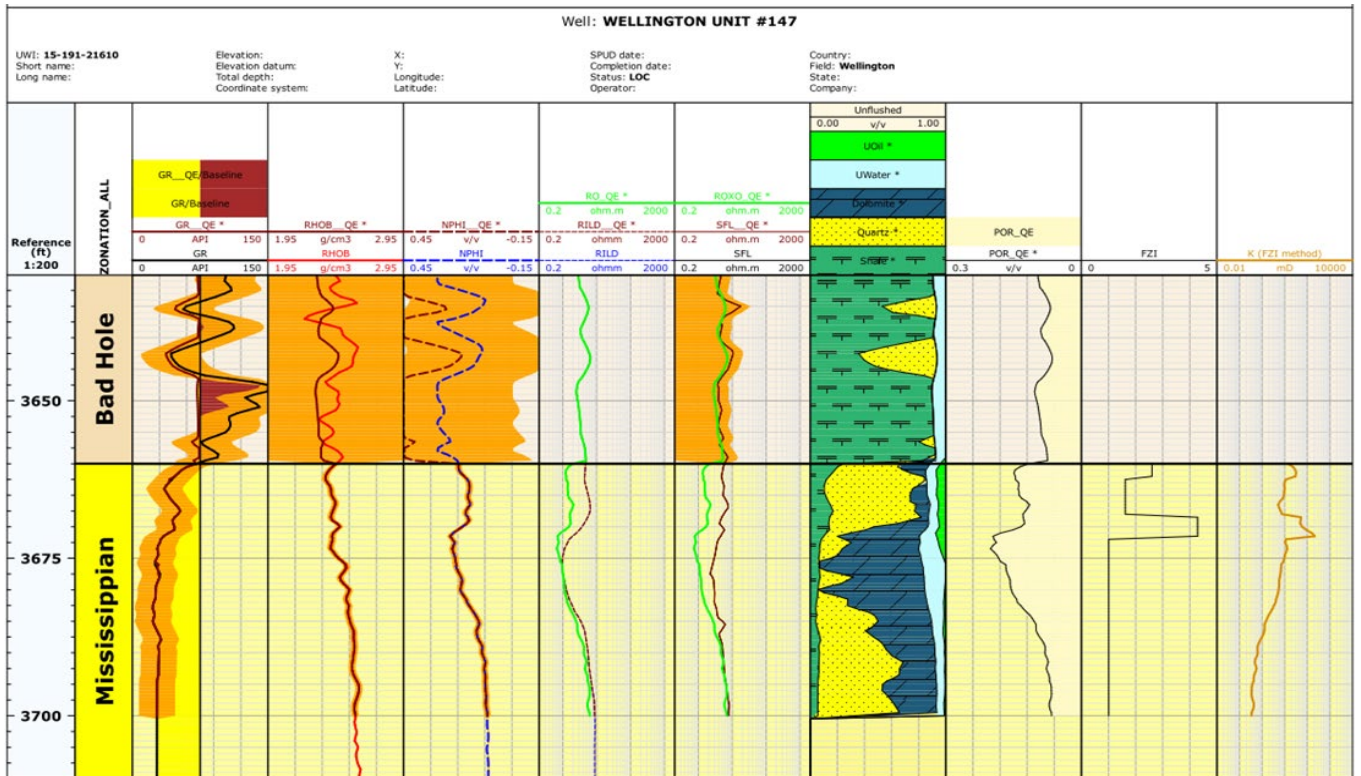 Well: WELLINGTON UNIT #147
UWI: 15-191-21610
Short name:
Long name:
Elevation:
Elevation datum:
Total depth:
Coordinate system:
X:
Y:
Longitude:
Latitude:
SPUD date:
Completion date:
Status: LOC
Operator:
Country:
Field: Wellington
State:
Company:
Reference
(ft)
1:200
ZONATION_ALL
GR__QE/Baseline
GR/Baseline
GR__QE *
0 API 150
GR
0 API 150
RHOB__QE *
1.95 g/cm3 2.95
RHOB
1.95 g/cm3 2.95
NPHI__QE *
0.45 v/v -0.15
NPHI
0.45 v/v -0.15
RO_QE *
0.2 ohm.m 2000
RILD__QE *
0.2 ohmm 2000
RILD
0.2 ohmm 2000
ROXO_QE *
0.2 ohm.m 2000
SFL__QE *
0.2 ohm.m 2000
SFL
0.2 ohm.m 2000
Unflushed
0.00 v/v 1.00
UOil *
UWater *
Dolomite *
Quartz *
Shale *
POR_QE
POR_QE *
0.3 v/v 0
FZI
0 5
K (FZI method)
0.01 mD 10000
Bad Hole
3650
Mississippian
3675
3700